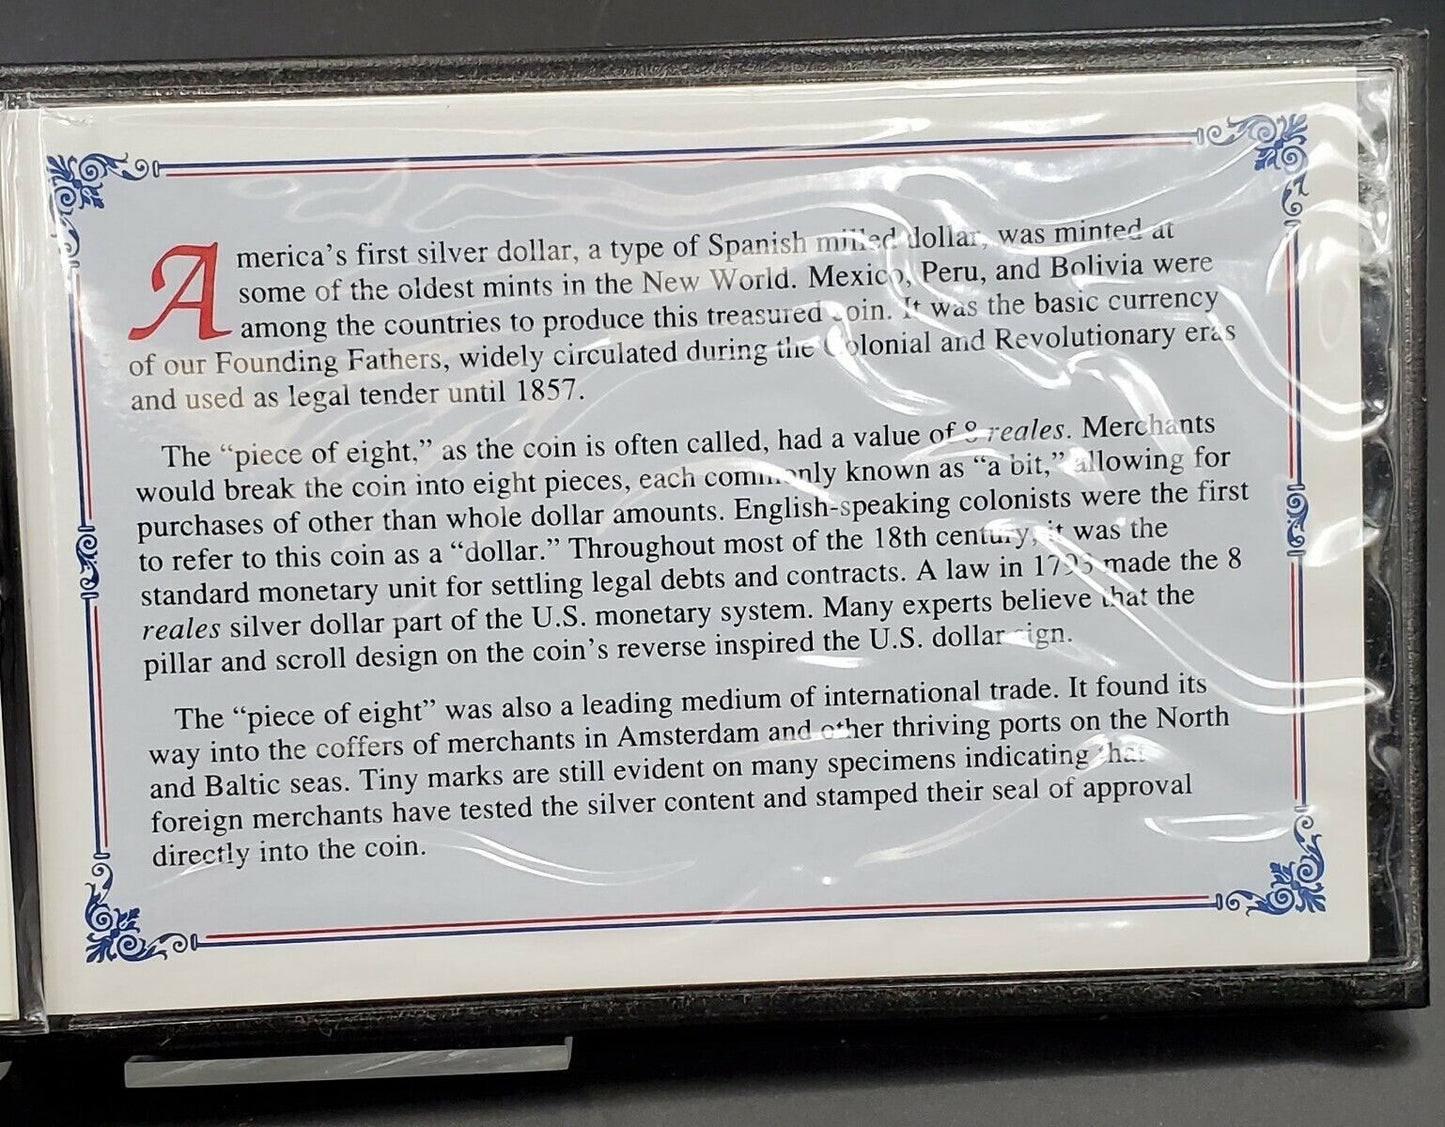 America's first silver dollar, a type of Spanish milled dollar, was minted at
some of the oldest mints in the New World. Mexico, Peru, and Bolivia were
among the countries to produce this treasured coin. It was the basic currency
of our Founding Fathers, widely circulated during the Colonial and Revolutionary eras
and used as legal tender until 1857.
The “piece of eight,” as the coin is often called, had a value of 8 reales. Merchants
would break the coin into eight pieces, each commonly known as “a bit,” allowing for
purchases of other than whole dollar amounts. English-speaking colonists were the first
to refer to this coin as a “dollar.” Throughout most of the 18th century, it was the
standard monetary unit for settling legal debts and contracts. A law in made the 8
reales silver dollar part of the U.S. monetary system. Many experts believe that the
pillar and scroll design on the coin's reverse inspired the U.S. dollar sign.
The “piece of eight” was also a leading medium of international trade. It found its
way into the coffers of merchants in Amsterdam and other thriving ports on the North
and Baltic seas. Tiny marks are still evident on many specimens indicating that
foreign merchants have tested the silver content and stamped their seal of approval
directly into the coin.